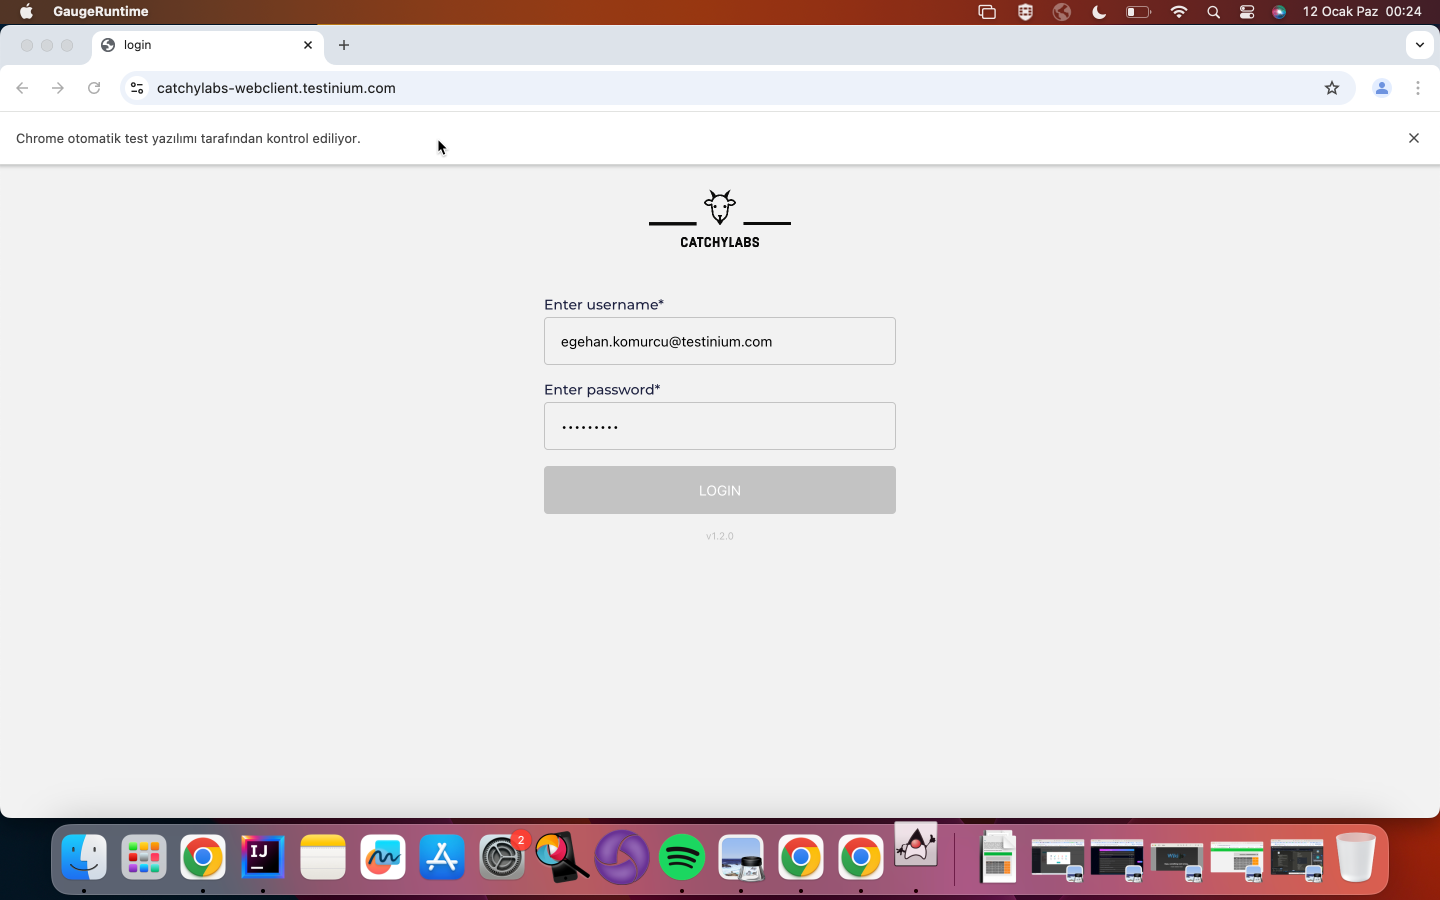 GaugeRuntime
12 Ocak Paz 00:24
login
catchylabs-webclient.testinium.com
Chrome otomatik test yazılımı tarafından kontrol ediliyor.
CATCHYLABS
Enter username*
egehan.komurcu@testinium.com
Enter password*
•••••••••
LOGIN
v1.2.0
IJ
2